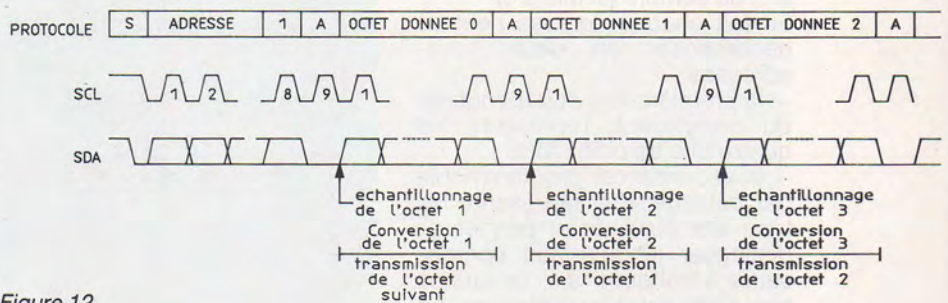 PROTOCOLE S ADRESSE 1 A OCTET DONNEE 0 A OCTET DONNEE 1 A OCTET DONNEE 2 A
SCL 1 2 8 9 1 9 1 9 1
SDA
echantillonnage de l'octet 1
echantillonnage de l'octet 2
echantillonnage de l'octet 3
Conversion de l'octet 1
Conversion de l'octet 2
Conversion de l'octet 3
transmission de l'octet suivant
transmission de l'octet 1
transmission de l'octet 2
Figure 12